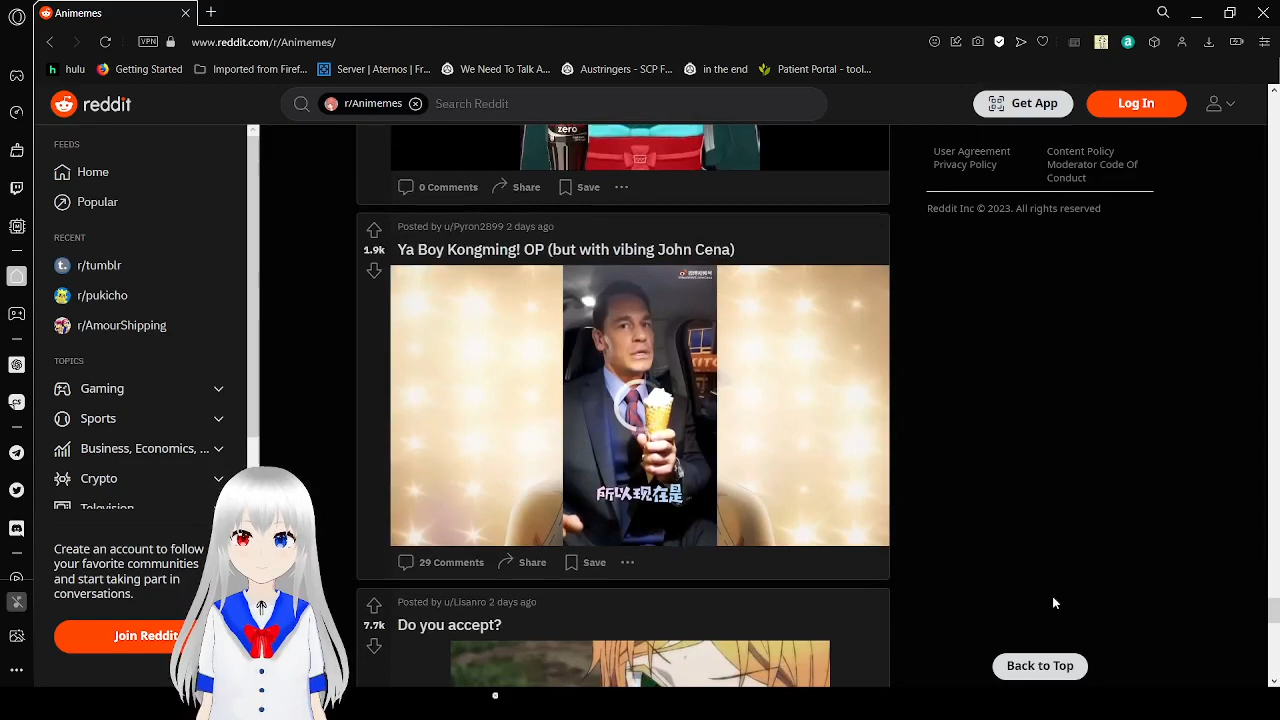 Animemes
VPN
www.reddit.com/r/Animemes/
h hulu
Getting Started
Imported from Firef...
Server | Aternos | Fr...
We Need To Talk A...
Austringers - SCP F...
in the end
Patient Portal - tool...
reddit
r/Animemes
Search Reddit
Get App
Log In
FEEDS
Home
Popular
RECENT
r/tumblr
r/pukicho
r/AmourShipping
TOPICS
Gaming
Sports
Business, Economics, ...
Crypto
Television
Create an account to follow
your favorite communities
and start taking part in
conversations.
Join Reddit
zero
0 Comments
Share
Save
Posted by u/Pyron2899 2 days ago
1.9k
Ya Boy Kongming! OP (but with vibing John Cena)
所以现在是
29 Comments
Share
Save
Posted by u/Lisanro 2 days ago
7.7k
Do you accept?
User Agreement
Privacy Policy
Content Policy
Moderator Code Of
Conduct
Reddit Inc © 2023. All rights reserved
Back to Top